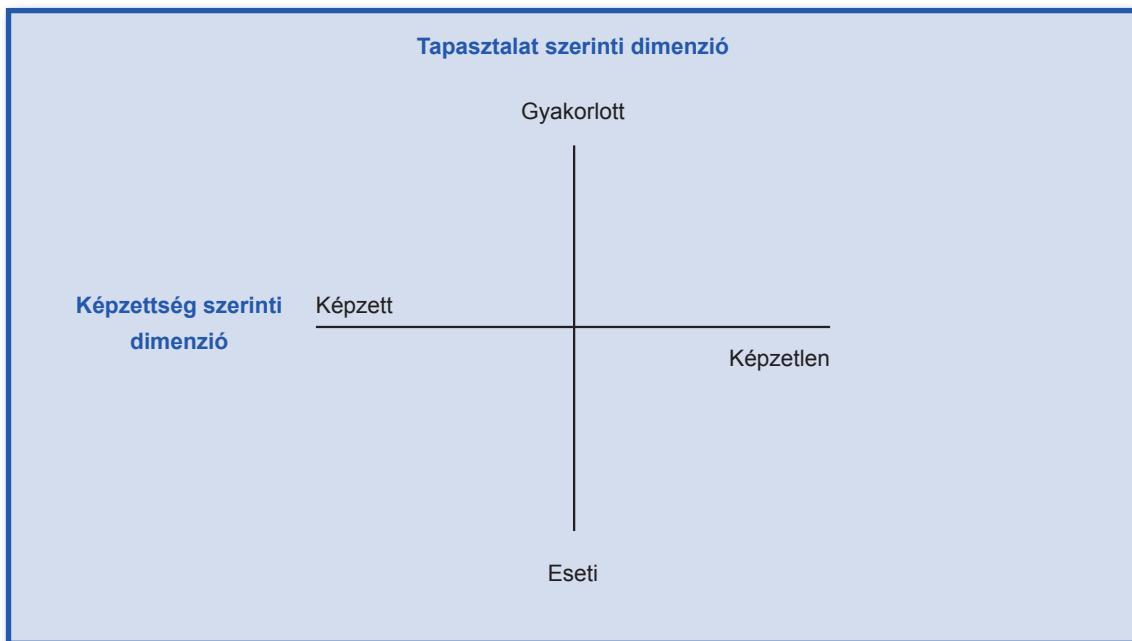 Tapasztalat szerinti dimenzió
Gyakorlott
Képzettség szerinti
dimenzió
Képzett
Képzetlen
Eseti